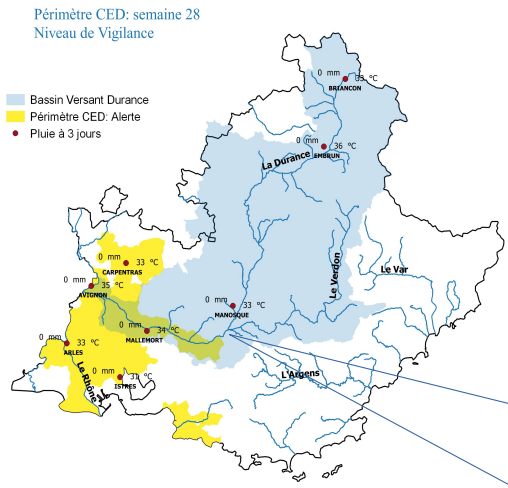 Périmètre CED: semaine 28
Niveau de Vigilance
Bassin Versant Durance
Périmètre CED: Alerte
Pluie à 3 jours
0 mm 33 °C
BRIANCON
0 mm 36 °C
EMBRUN
La Durance
Le Verdon
Le Var
0 mm 33 °C
CARPENTRAS
0 mm 35 °C
AVIGNON
0 mm 33 °C
MANOSQUE
0 mm 34 °C
MALLEMORT
0 mm 33 °C
ARLES
0 mm 31 °C
ISTRES
Le Rhône
L'Argens